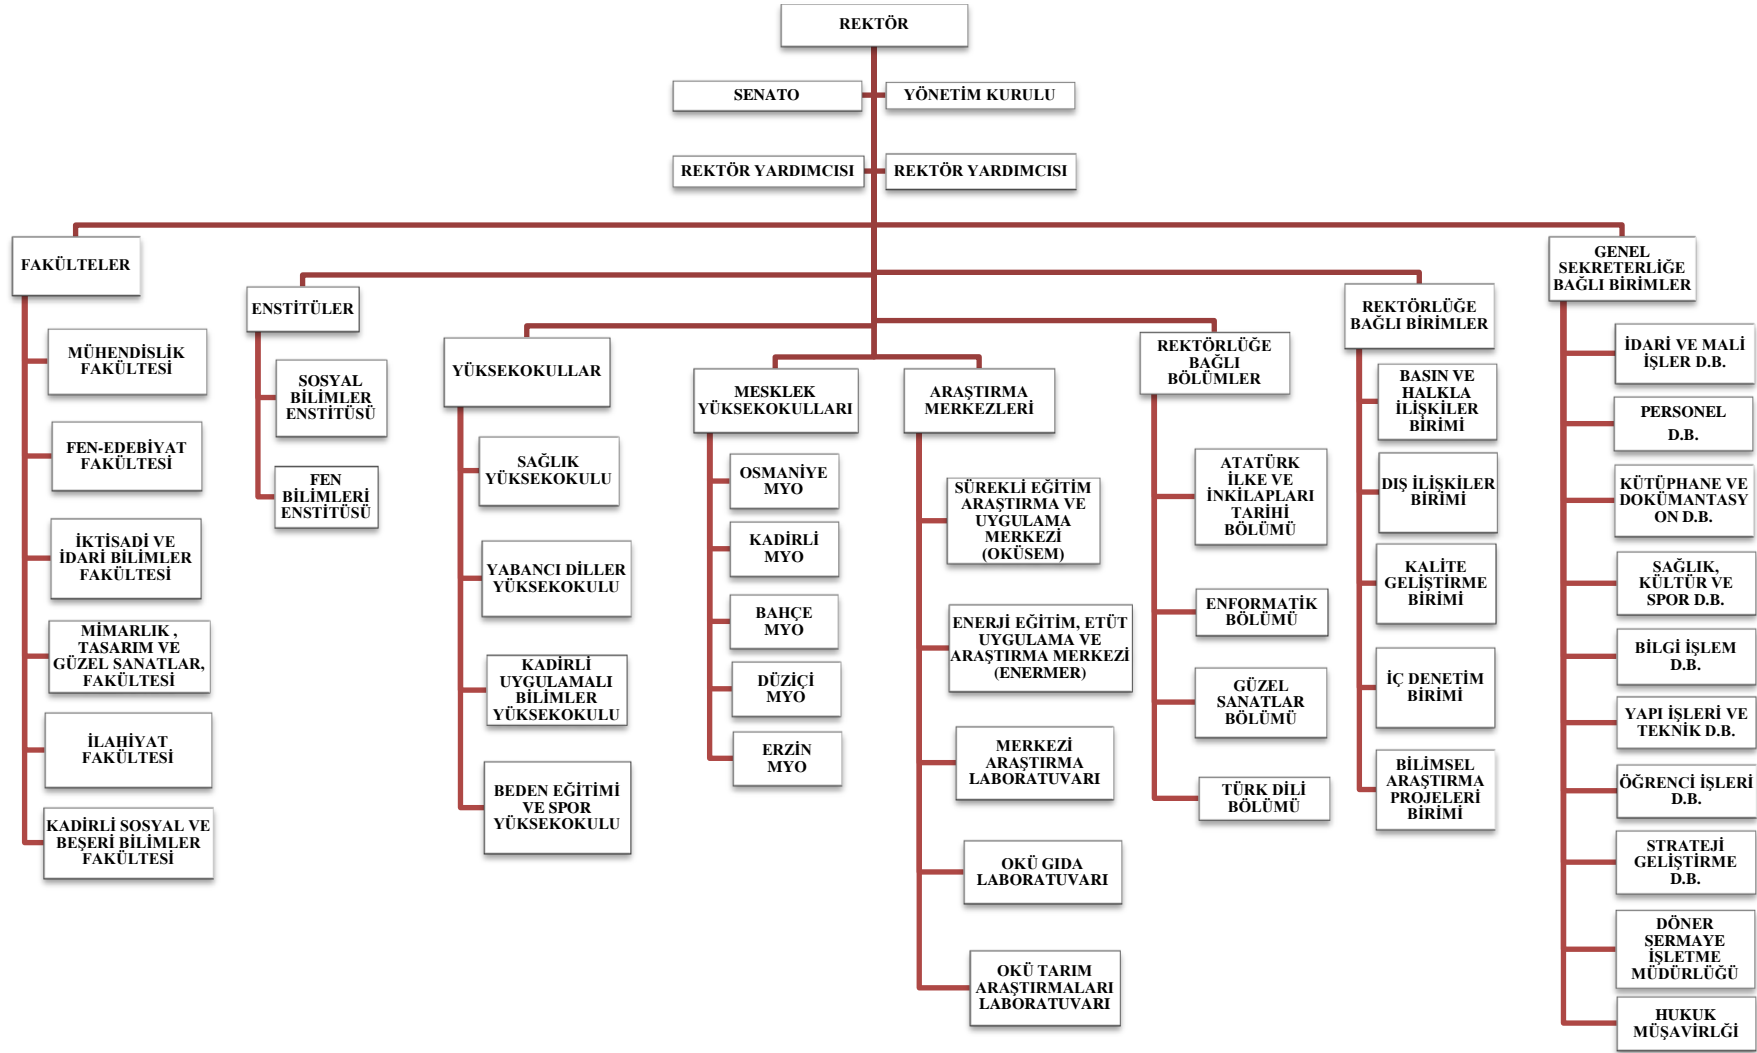 REKTÖR
SENATO
YÖNETİM KURULU
REKTÖR YARDIMCISI
REKTÖR YARDIMCISI
FAKÜLTELER
MÜHENDİSLİK
FAKÜLTESİ
FEN-EDEBİYAT
FAKÜLTESİ
İKTİSADİ VE
İDARİ BİLİMLER
FAKÜLTESİ
MİMARLIK ,
TASARIM VE
GÜZEL SANATLAR,
FAKÜLTESİ
İLAHİYAT
FAKÜLTESİ
KADİRLİ SOSYAL VE
BEŞERİ BİLİMLER
FAKÜLTESİ
ENSTİTÜLER
SOSYAL
BİLİMLER
ENSTİTÜSÜ
FEN
BİLİMLERİ
ENSTİTÜSÜ
YÜKSEKOKULLAR
SAĞLIK
YÜKSEKOKULU
YABANCI DİLLER
YÜKSEKOKULU
KADİRLİ
UYGULAMALI
BİLİMLER
YÜKSEKOKULU
BEDEN EĞİTİMİ
VE SPOR
YÜKSEKOKULU
MESKLEK
YÜKSEKOKULLARI
OSMANİYE
MYO
KADİRLİ
MYO
BAHÇE
MYO
DÜZİÇİ
MYO
ERZİN
MYO
ARAŞTIRMA
MERKEZLERİ
SÜREKLİ EĞİTİM
ARAŞTIRMA VE
UYGULAMA
MERKEZİ
(OKÜSEM)
ENERJİ EĞİTİM, ETÜT
UYGULAMA VE
ARAŞTIRMA MERKEZİ
(ENERMER)
MERKEZİ
ARAŞTIRMA
LABORATUVARI
OKÜ GIDA
LABORATUVARI
OKÜ TARIM
ARAŞTIRMALARI
LABORATUVARI
REKTÖRLÜĞE
BAĞLI
BÖLÜMLER
ATATÜRK
İLKE VE
İNKİLAPLARI
TARİHİ
BÖLÜMÜ
ENFORMATİK
BÖLÜMÜ
GÜZEL
SANATLAR
BÖLÜMÜ
TÜRK DİLİ
BÖLÜMÜ
REKTÖRLÜĞE
BAĞLI BİRİMLER
BASIN VE
HALKLA
İLİŞKİLER
BİRİMİ
DIŞ İLİŞKİLER
BİRİMİ
KALİTE
GELİŞTİRME
BİRİMİ
İÇ DENETİM
BİRİMİ
BİLİMSEL
ARAŞTIRMA
PROJELERİ
BİRİMİ
GENEL
SEKRETERLİĞE
BAĞLI BİRİMLER
İDARİ VE MALİ
İŞLER D.B.
PERSONEL
D.B.
KÜTÜPHANE VE
DOKÜMANTASY
ON D.B.
SAĞLIK,
KÜLTÜR VE
SPOR D.B.
BİLGİ İŞLEM
D.B.
YAPI İŞLERİ VE
TEKNİK D.B.
ÖĞRENCİ İŞLERİ
D.B.
STRATEJİ
GELİŞTİRME
D.B.
DÖNER
SERMAYE
İŞLETME
MÜDÜRLÜĞÜ
HUKUK
MÜŞAVİRLĞİ